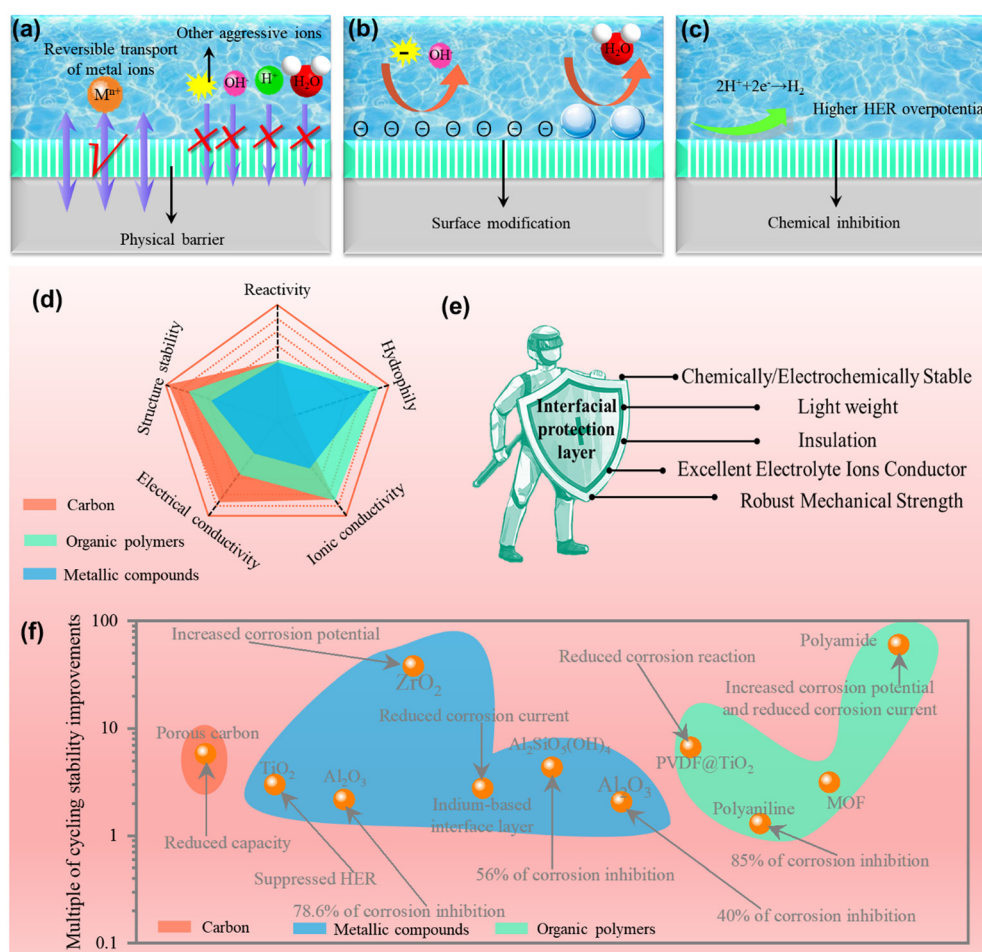 (a)
Other aggressive ions
Reversible transport
of metal ions
Mⁿ⁺
OH⁻
H⁺
H₂O
Physical barrier
(b)
OH⁻
H₂O
Surface modification
(c)
2H⁺+2e⁻→H₂
Higher HER overpotential
Chemical inhibition
(d)
Reactivity
Hydrophily
Ionic conductivity
Electrical conductivity
Structure stability
Carbon
Organic polymers
Metallic compounds
(e)
Interfacial
protection
layer
Chemically/Electrochemically Stable
Light weight
Insulation
Excellent Electrolyte Ions Conductor
Robust Mechanical Strength
(f)
Multiple of cycling stability improvements
100
10
1
0.1
Increased corrosion potential
ZrO₂
Reduced corrosion current
Porous carbon
Reduced capacity
TiO₂
Suppressed HER
Al₂O₃
78.6% of corrosion inhibition
Indium-based
interface layer
Al₂SiO₅(OH)₄
56% of corrosion inhibition
Al₂O₃
40% of corrosion inhibition
Reduced corrosion reaction
PVDF@TiO₂
Polyaniline
85% of corrosion inhibition
MOF
Polyamide
Increased corrosion potential
and reduced corrosion current
Carbon
Metallic compounds
Organic polymers